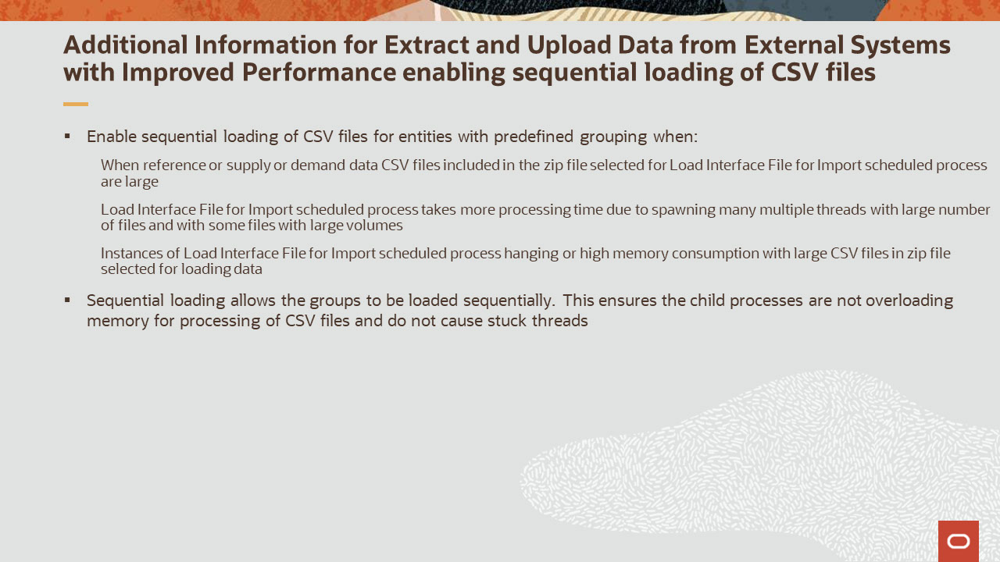 Additional Information for Extract and Upload Data from External Systems
with Improved Performance enabling sequential loading of CSV files
▪ Enable sequential loading of CSV files for entities with predefined grouping when:
When reference or supply or demand data CSV files included in the zip file selected for Load Interface File for Import scheduled process
are large
Load Interface File for Import scheduled process takes more processing time due to spawning many multiple threads with large number
of files and with some files with large volumes
Instances of Load Interface File for Import scheduled process hanging or high memory consumption with large CSV files in zip file
selected for loading data
▪ Sequential loading allows the groups to be loaded sequentially. This ensures the child processes are not overloading
memory for processing of CSV files and do not cause stuck threads